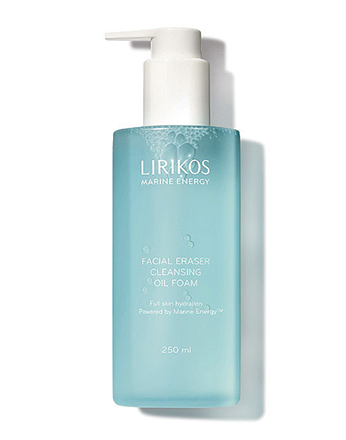 LIRIKOS
MARINE ENERGY
FACIAL ERASER
CLEANSING
OIL FOAM
Full skin hydration
Powered by Marine Energy™
250 ml